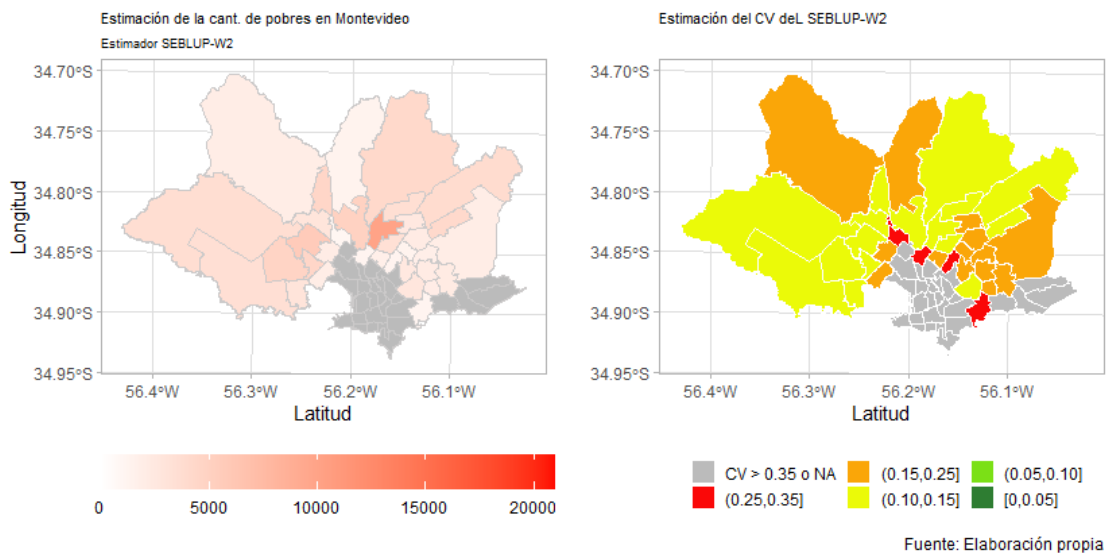 Estimación de la cant. de pobres en Montevideo
Estimador SEBLUP-W2
34.70°S
34.75°S
34.80°S
34.85°S
34.90°S
34.95°S
Longitud
56.4°W
56.3°W
56.2°W
56.1°W
Latitud
0
5000
10000
15000
20000
Estimación del CV deL SEBLUP-W2
34.70°S
34.75°S
34.80°S
34.85°S
34.90°S
34.95°S
56.4°W
56.3°W
56.2°W
56.1°W
Latitud
CV > 0.35 o NA
(0.25,0.35]
(0.15,0.25]
(0.10,0.15]
(0.05,0.10]
[0,0.05]
Fuente: Elaboración propia